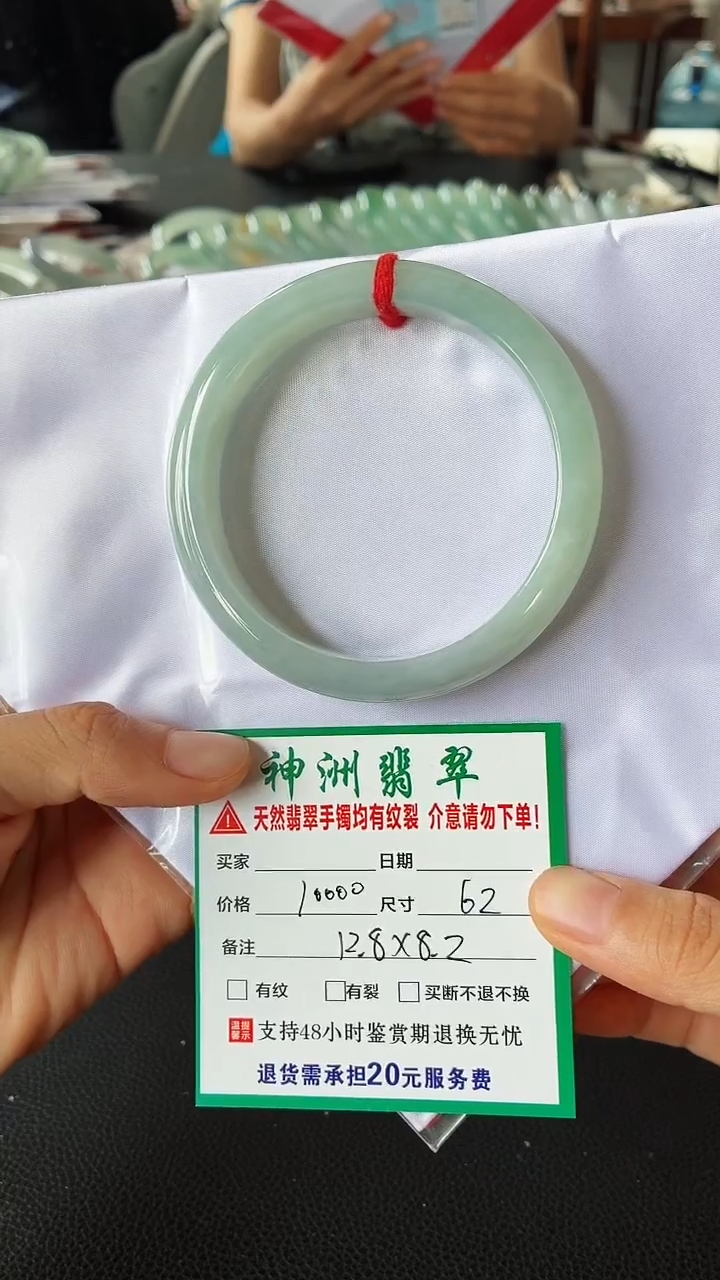 神洲翡翠
天然翡翠手镯均有纹裂 介意请勿下单!
买家 日期
价格 10000 尺寸 62
备注 12.8X8.2
有纹 有裂 买断不退不换
温提馨示 支持48小时鉴赏期退换无忧
退货需承担20元服务费